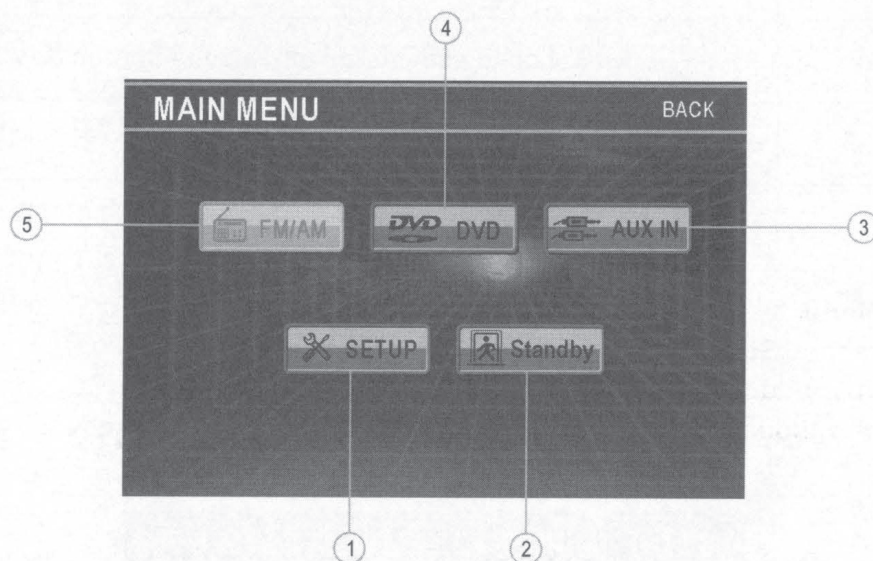 4
MAIN MENU BACK
5 FM/AM DVD DVD AUX IN 3
SETUP Standby
1 2